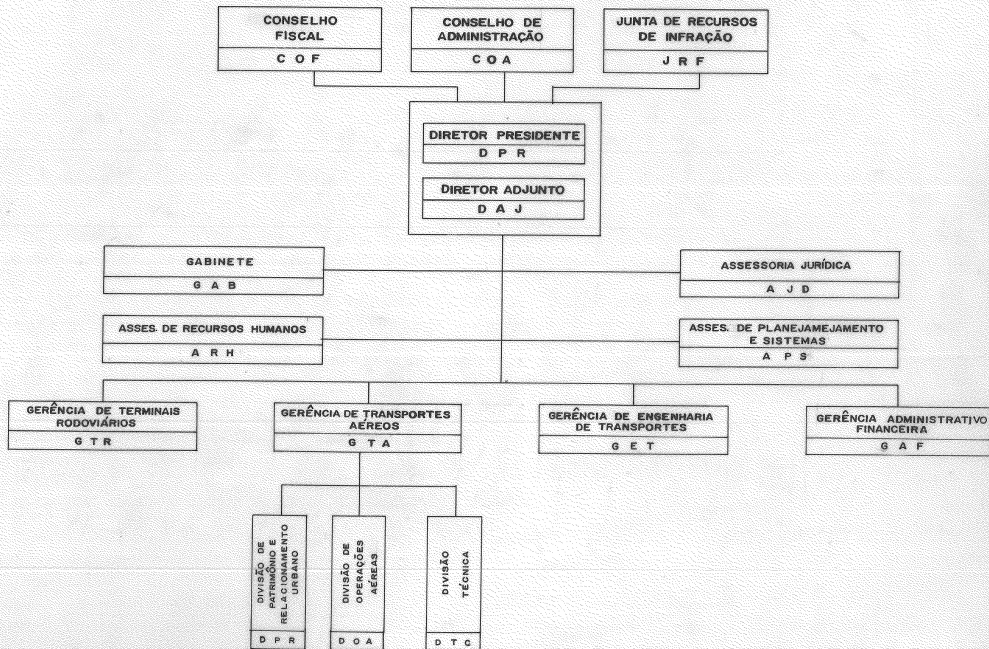 CONSELHO
FISCAL
C O F
CONSELHO DE
ADMINISTRAÇÃO
C O A
JUNTA DE RECURSOS
DE INFRAÇÃO
J R F
DIRETOR PRESIDENTE
D P R
DIRETOR ADJUNTO
D A J
GABINETE
G A B
ASSESSORIA JURÍDICA
A J D
ASSES. DE RECURSOS HUMANOS
A R H
ASSES. DE PLANEJAMEJAMENTO
E SISTEMAS
A P S
GERÊNCIA DE TERMINAIS
RODOVIÁRIOS
G T R
GERÊNCIA DE TRANSPORTES
AÉREOS
G T A
GERÊNCIA DE ENGENHARIA
DE TRANSPORTES
G E T
GERÊNCIA ADMINISTRATIVO
FINANCEIRA
G A F
DIVISÃO DE
PATRIMÔNIO E
RELACIONAMENTO
URBANO
D P R
DIVISÃO DE
OPERAÇÕES
AÉREAS
D O A
DIVISÃO
TÉCNICA
D T C